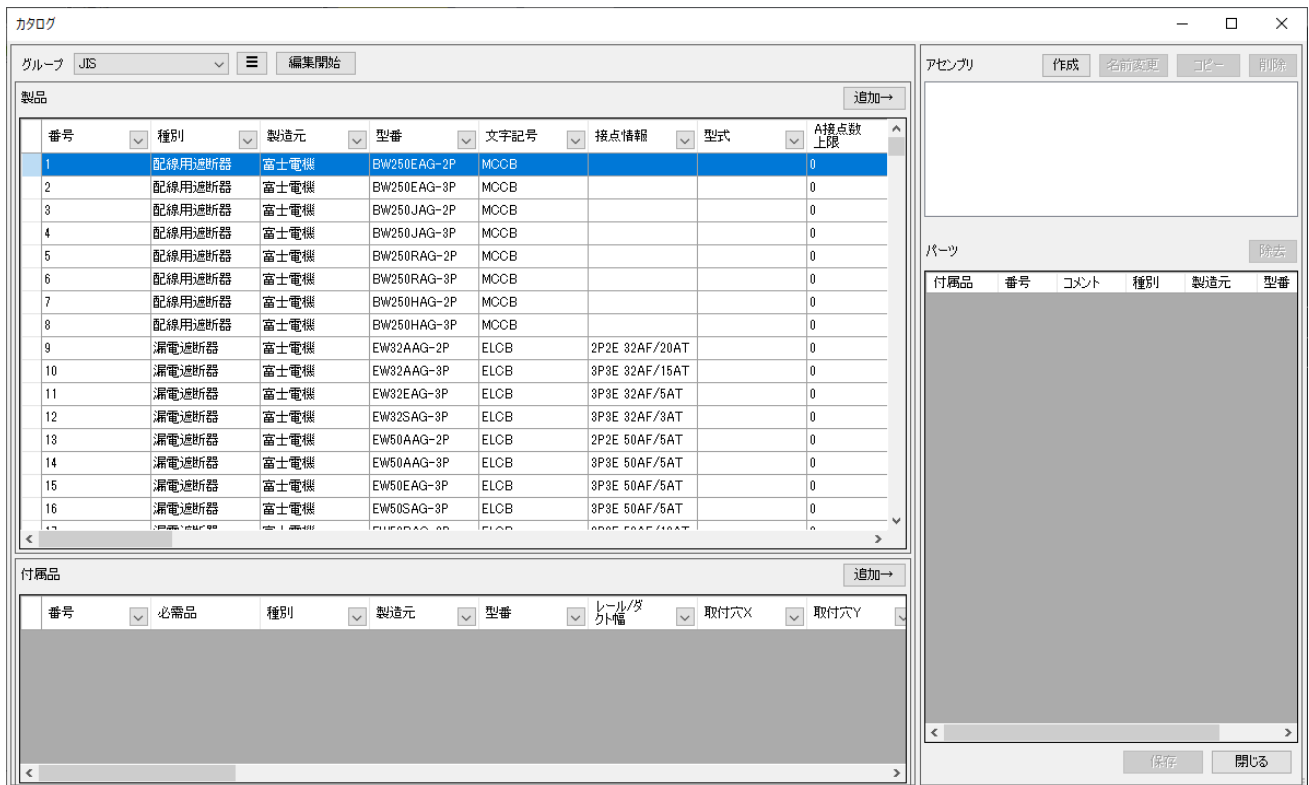 カタログ
グループ JIS 編集開始
製品 追加→
番号 種別 製造元 型番 文字記号 接点情報 型式 A接点数上限
1 配線用遮断器 富士電機 BW250EAG-2P MCCB 0
2 配線用遮断器 富士電機 BW250EAG-3P MCCB 0
3 配線用遮断器 富士電機 BW250JAG-2P MCCB 0
4 配線用遮断器 富士電機 BW250JAG-3P MCCB 0
5 配線用遮断器 富士電機 BW250RAG-2P MCCB 0
6 配線用遮断器 富士電機 BW250RAG-3P MCCB 0
7 配線用遮断器 富士電機 BW250HAG-2P MCCB 0
8 配線用遮断器 富士電機 BW250HAG-3P MCCB 0
9 漏電遮断器 富士電機 EW32AAG-2P ELCB 2P2E 32AF/20AT 0
10 漏電遮断器 富士電機 EW32AAG-3P ELCB 3P3E 32AF/15AT 0
11 漏電遮断器 富士電機 EW32EAG-3P ELCB 3P3E 32AF/5AT 0
12 漏電遮断器 富士電機 EW32SAG-3P ELCB 3P3E 32AF/3AT 0
13 漏電遮断器 富士電機 EW50AAG-2P ELCB 2P2E 50AF/5AT 0
14 漏電遮断器 富士電機 EW50AAG-3P ELCB 3P3E 50AF/5AT 0
15 漏電遮断器 富士電機 EW50EAG-3P ELCB 3P3E 50AF/5AT 0
16 漏電遮断器 富士電機 EW50SAG-3P ELCB 3P3E 50AF/5AT 0
付属品 追加→
番号 必需品 種別 製造元 型番 レール/ダクト幅 取付穴X 取付穴Y
アセンブリ 作成 名前変更 コピー 削除
パーツ 除去
付属品 番号 コメント 種別 製造元 型番
保存 閉じる